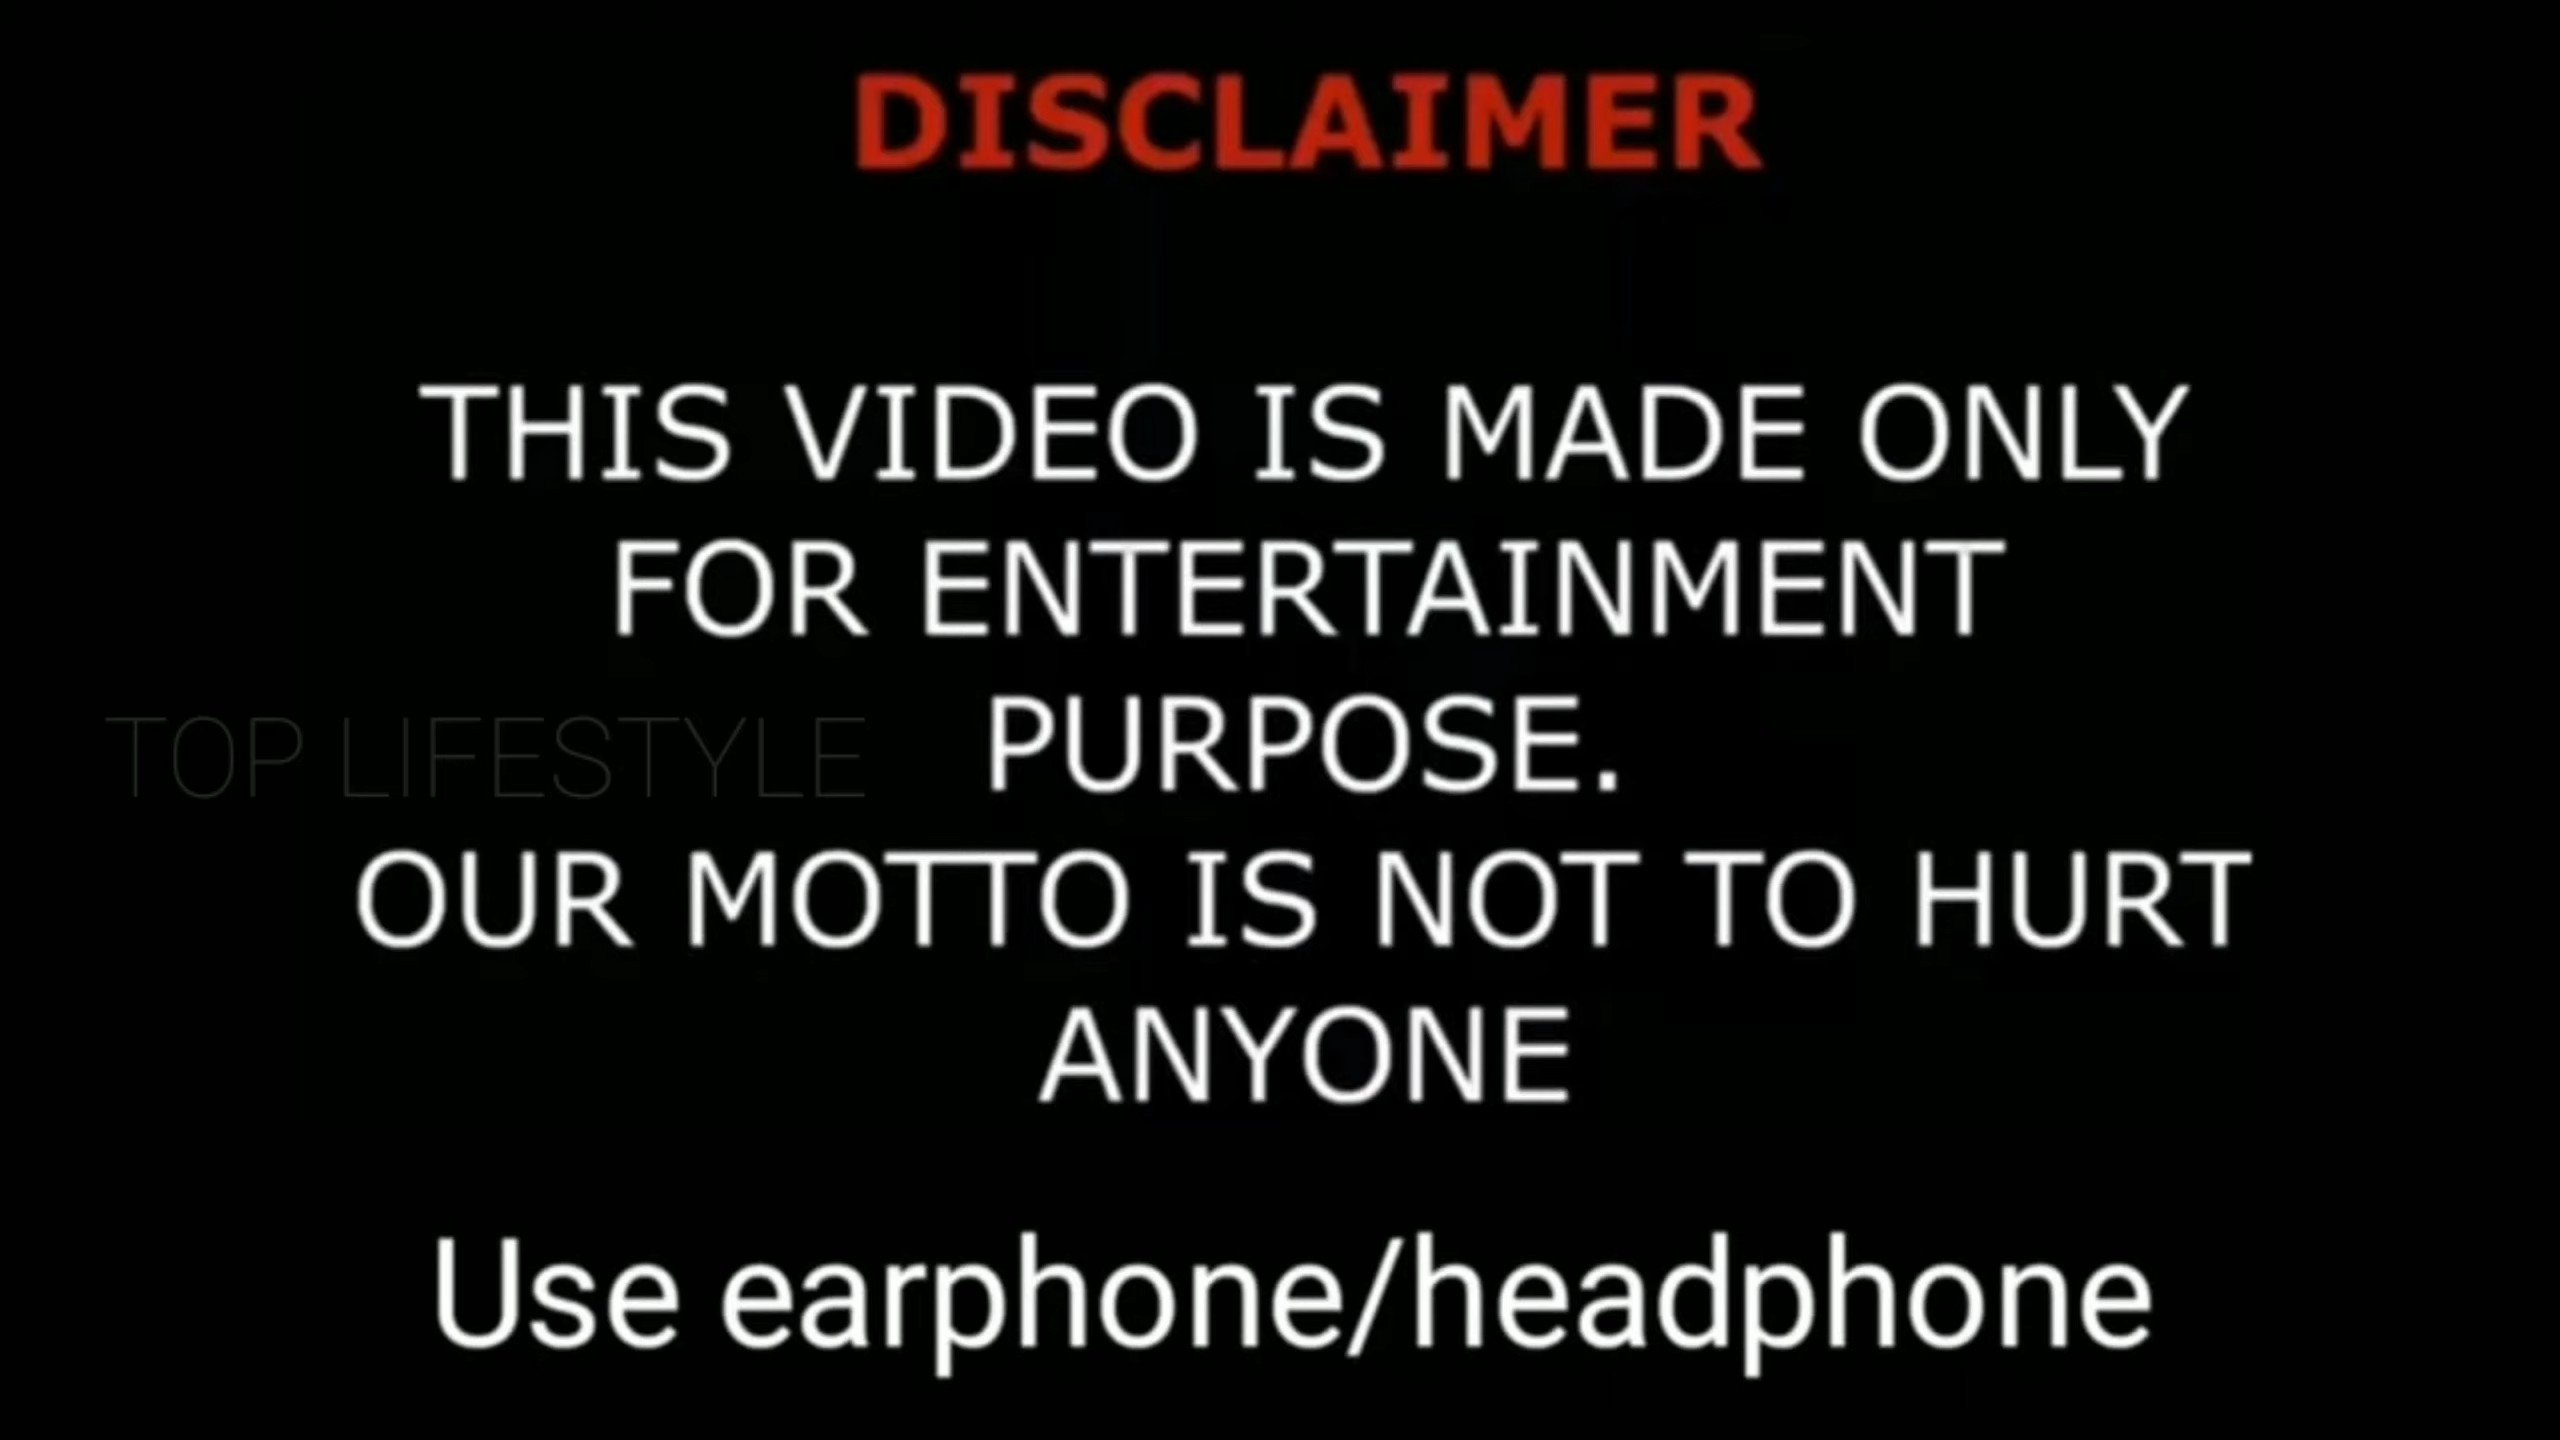 DISCLAIMER
THIS VIDEO IS MADE ONLY
FOR ENTERTAINMENT
PURPOSE.
TOP LIFESTYLE
OUR MOTTO IS NOT TO HURT
ANYONE
Use earphone/headphone